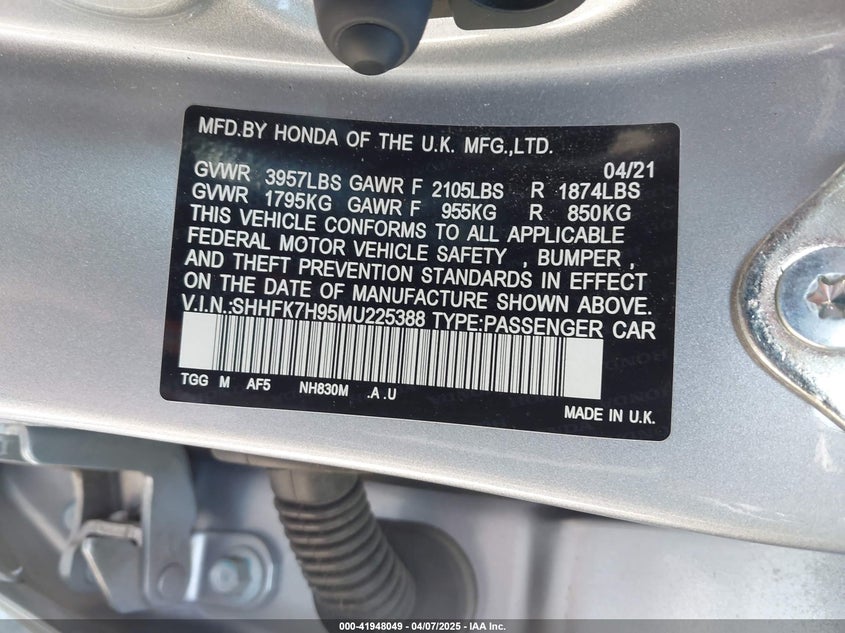 MFD.BY HONDA OF THE U.K. MFG.,LTD.
04/21
GVWR 3957LBS GAWR F 2105LBS R 1874LBS
GVWR 1795KG GAWR F 955KG R 850KG
THIS VEHICLE CONFORMS TO ALL APPLICABLE
FEDERAL MOTOR VEHICLE SAFETY , BUMPER ,
AND THEFT PREVENTION STANDARDS IN EFFECT
ON THE DATE OF MANUFACTURE SHOWN ABOVE.
V.I.N.:SHHFK7H95MU225388 TYPE:PASSENGER CAR
TGG M AF5 NH830M .A .U
MADE IN U.K.
000-41948049 - 04/07/2025 - IAA Inc.